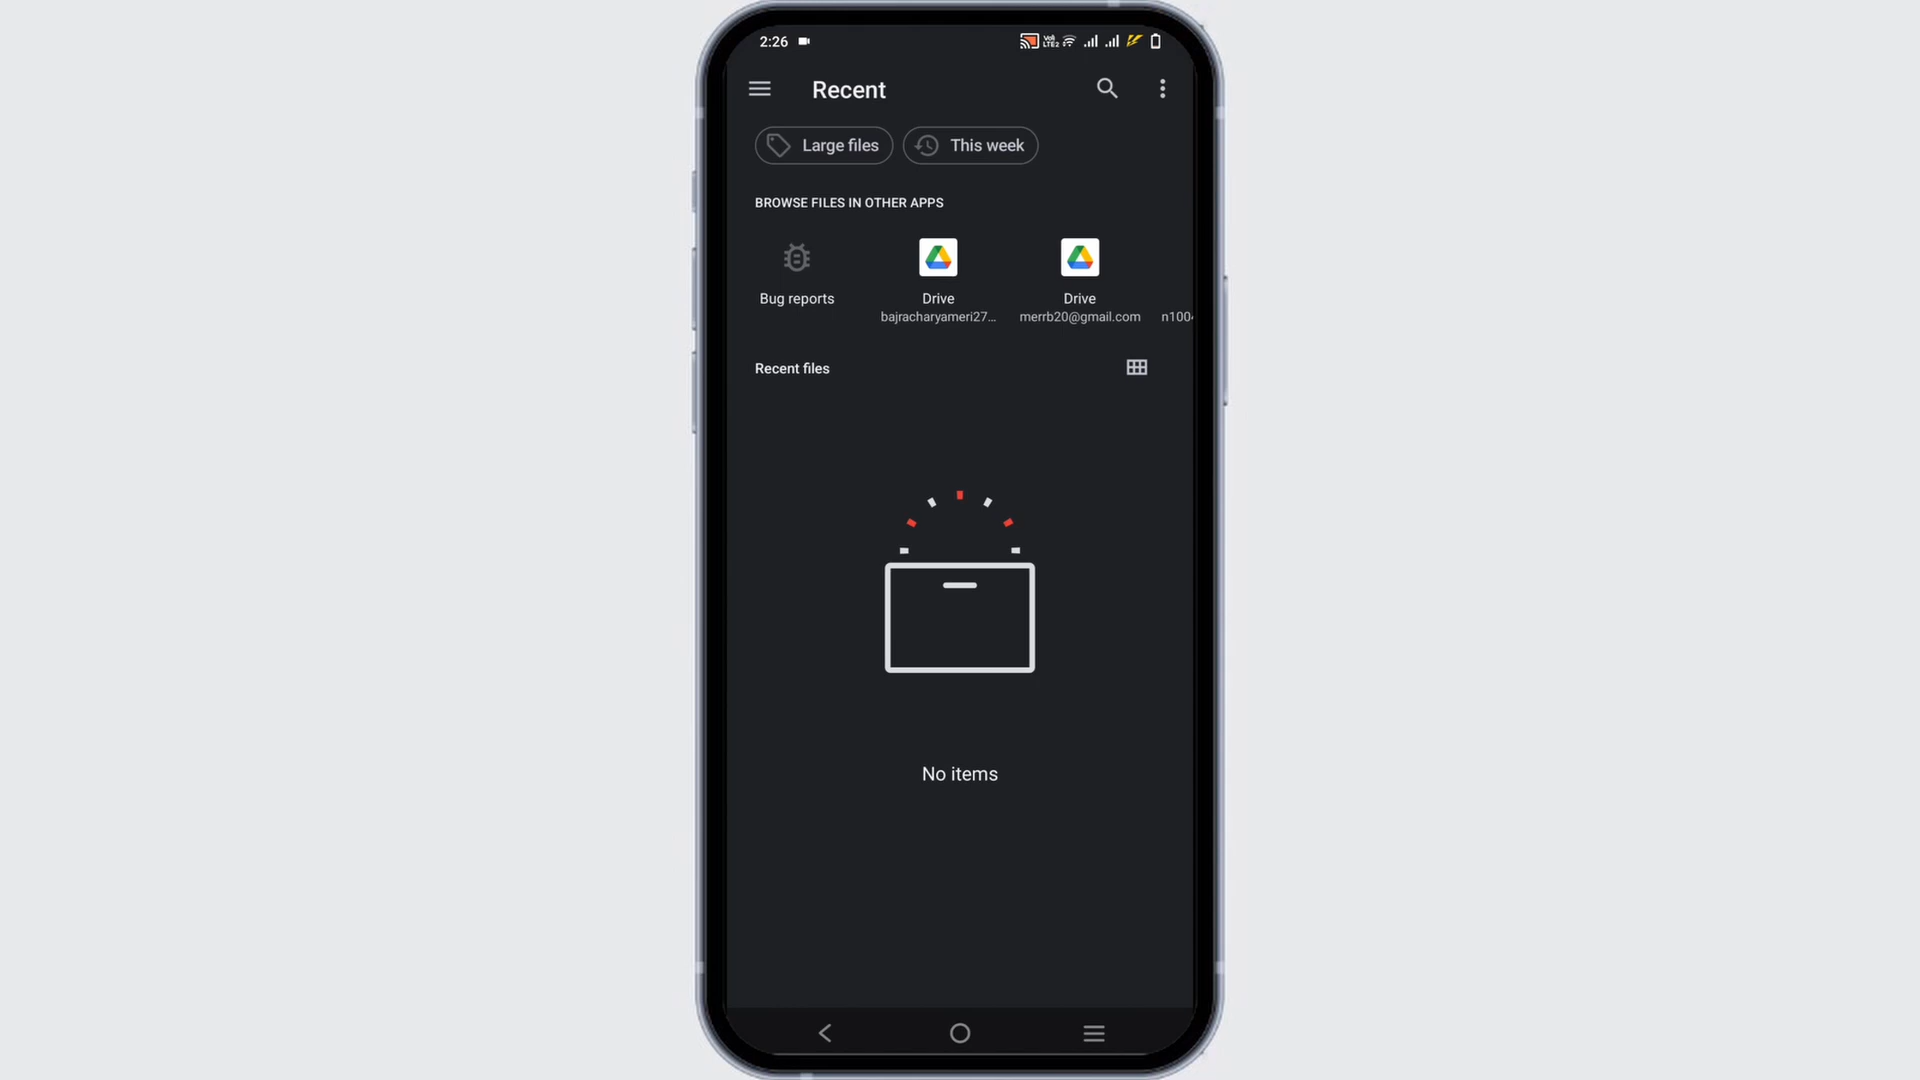 2:26
Recent
Large files
This week
BROWSE FILES IN OTHER APPS
Bug reports
Drive
bajracharyameri27...
Drive
merrb20@gmail.com
n1004
Recent files
No items